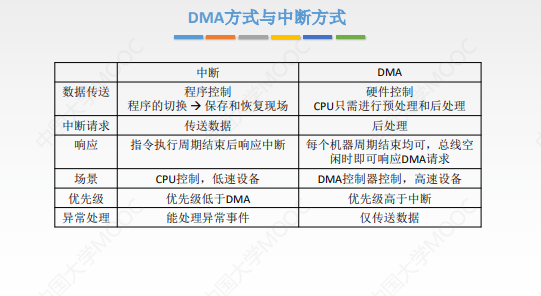 DMA方式与中断方式
中断 DMA
数据传送 程序控制 硬件控制
程序的切换 → 保存和恢复现场 CPU只需进行预处理和后处理
中断请求 传送数据 后处理
响应 指令执行周期结束后响应中断 每个机器周期结束均可，总线空
闲时即可响应DMA请求
场景 CPU控制，低速设备 DMA控制器控制，高速设备
优先级 优先级低于DMA 优先级高于中断
异常处理 能处理异常事件 仅传送数据
中国大学MOOC
中国大学MOOC
中国大学MOOC